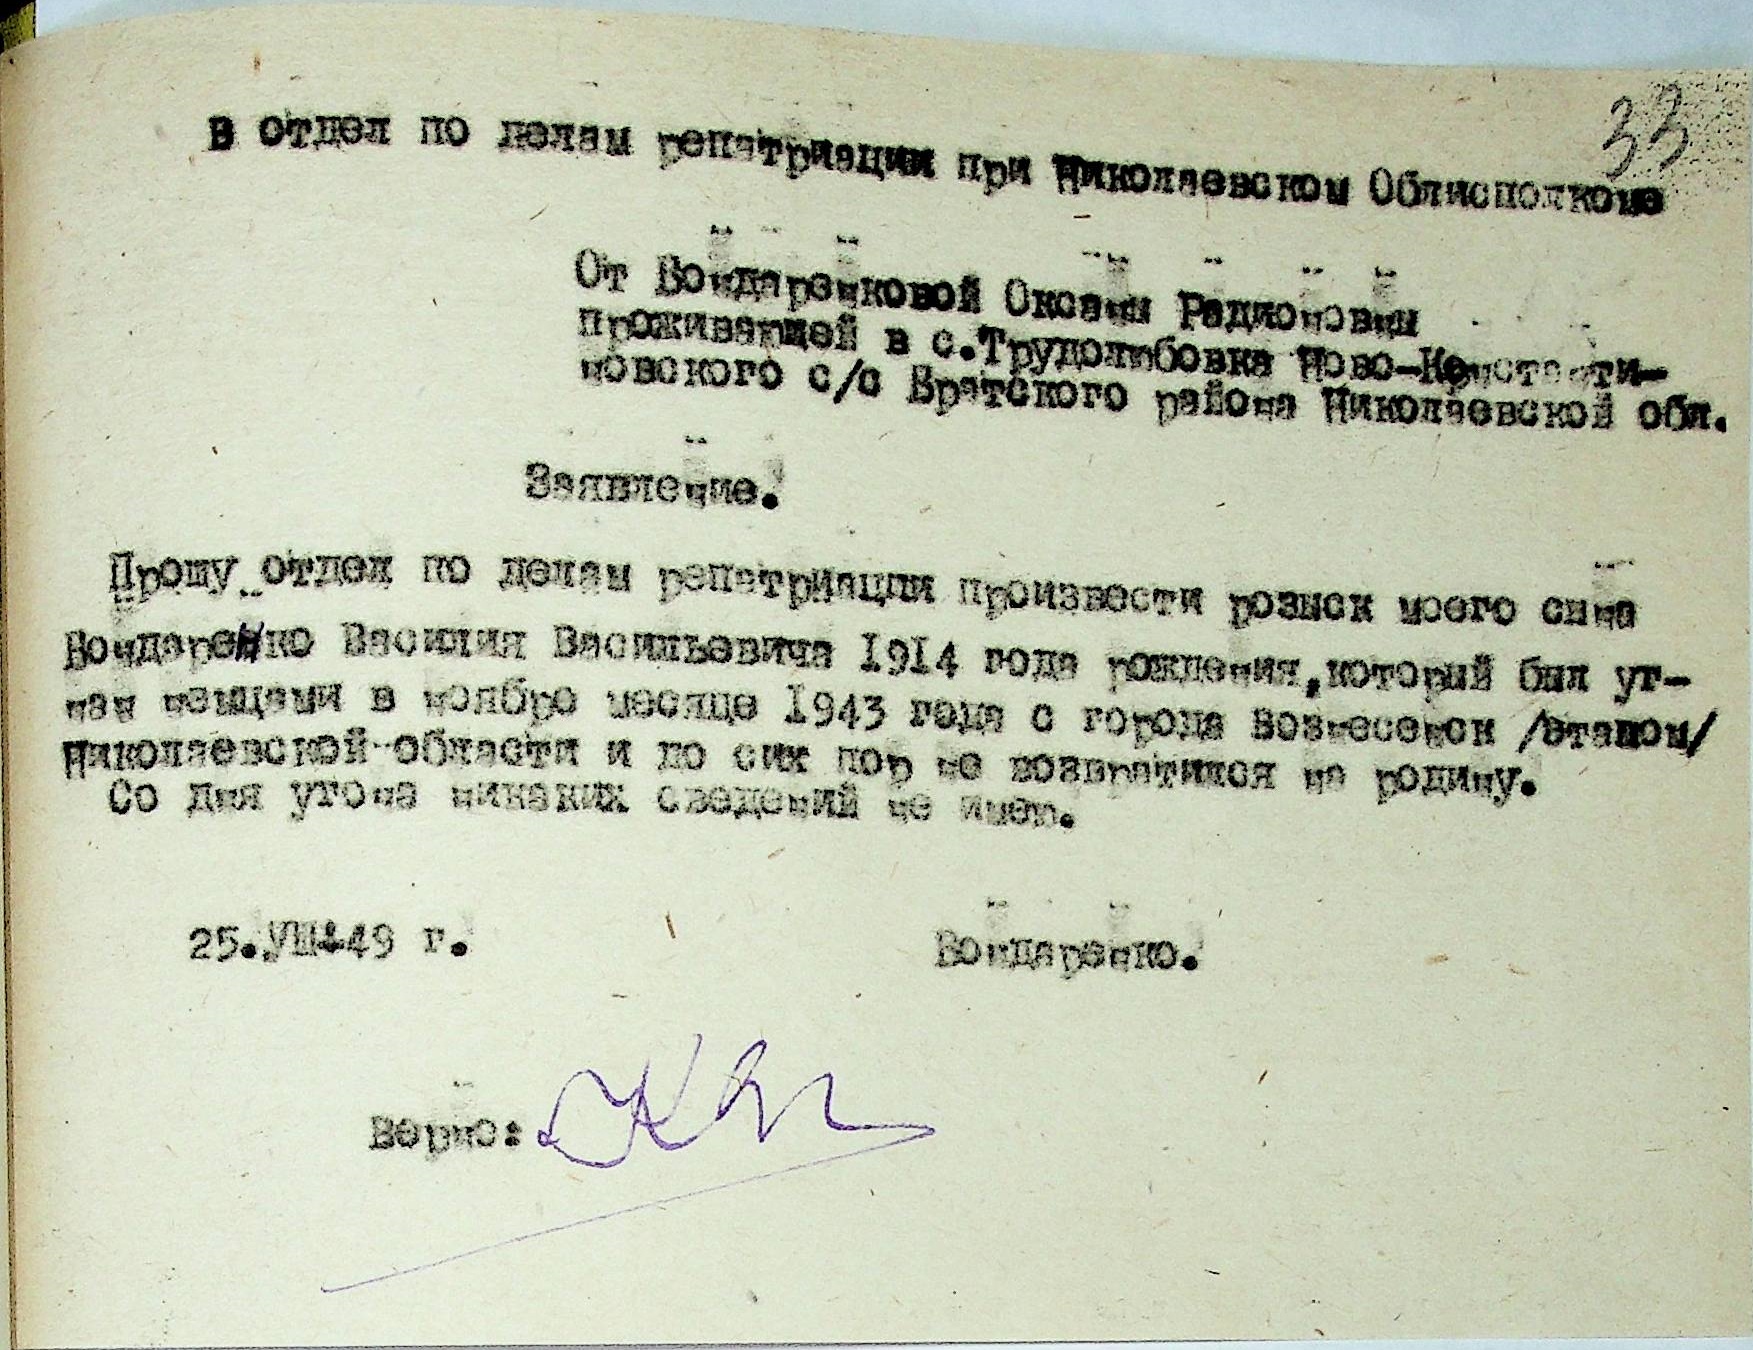 33
В отдел по делам репатриации при Николаевском Облисполкоме
От Бондаренковой Оксаны Радионовны
проживающей в с.Трудолюбовка Ново-Константи-
новского с/с Братского района Николаевской обл.
Заявление.
Прошу отдел по делам репатриации произвести розыск моего сына
Бондаренко Василия Васильевича 1914 года рождения,который был уг-
нан немцами в ноябре месяце 1943 года с города Вознесенск /этапом/
Николаевской области и до сих пор не возвратился на родину.
Со дня угона никаких сведений не имею.
25.VII-49 г. Бондаренко.
Верно: